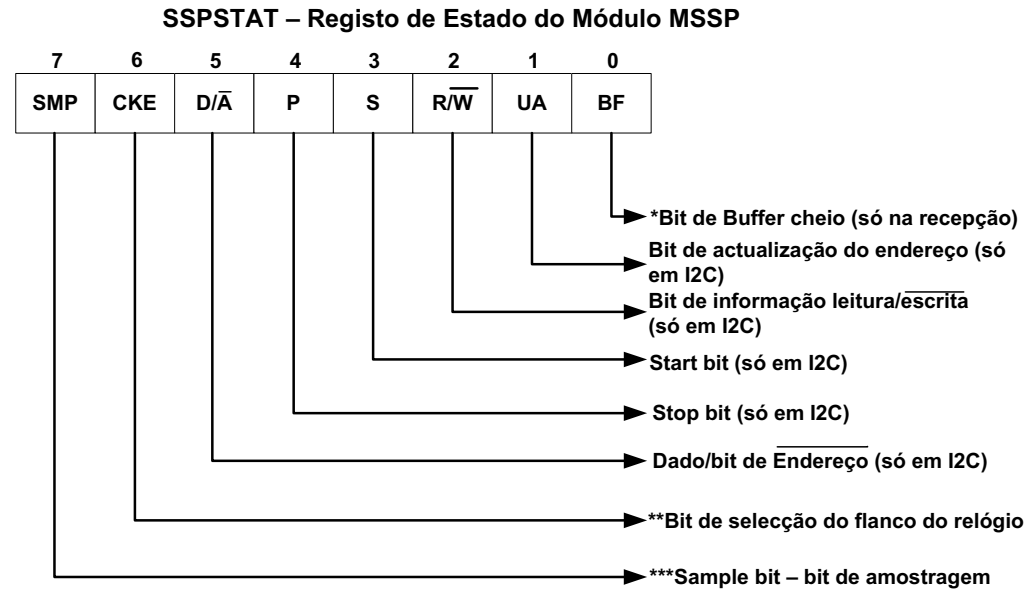 SSPSTAT – Registo de Estado do Módulo MSSP
7 6 5 4 3 2 1 0
SMP CKE D/A̅ P S R/W̅ UA BF
*Bit de Buffer cheio (só na recepção)
Bit de actualização do endereço (só
em I2C)
Bit de informação leitura/e̅s̅c̅r̅i̅t̅a̅
(só em I2C)
Start bit (só em I2C)
Stop bit (só em I2C)
Dado/bit de E̅n̅d̅e̅r̅e̅ç̅o̅ (só em I2C)
**Bit de selecção do flanco do relógio
***Sample bit – bit de amostragem